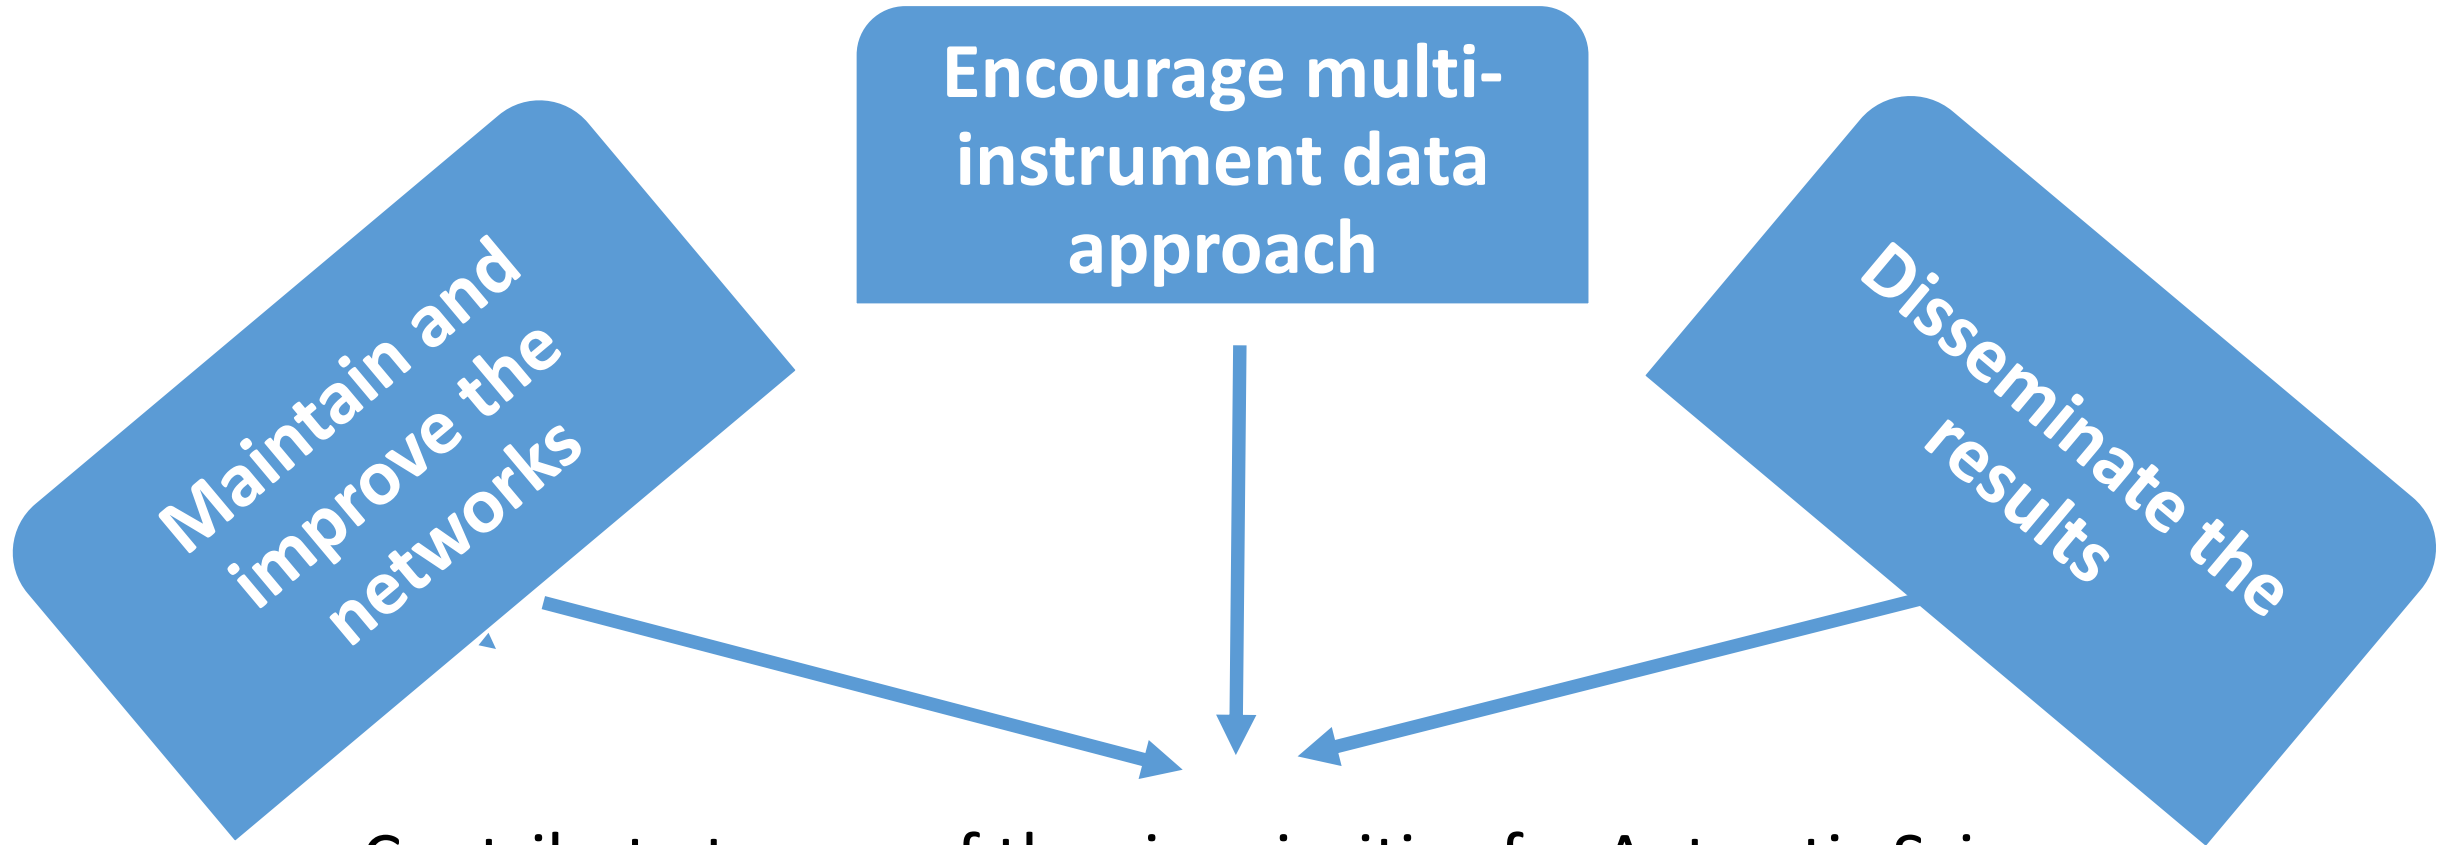 Encourage multi-
instrument data
approach
Maintain and
improve the
networks
Disseminate the
results